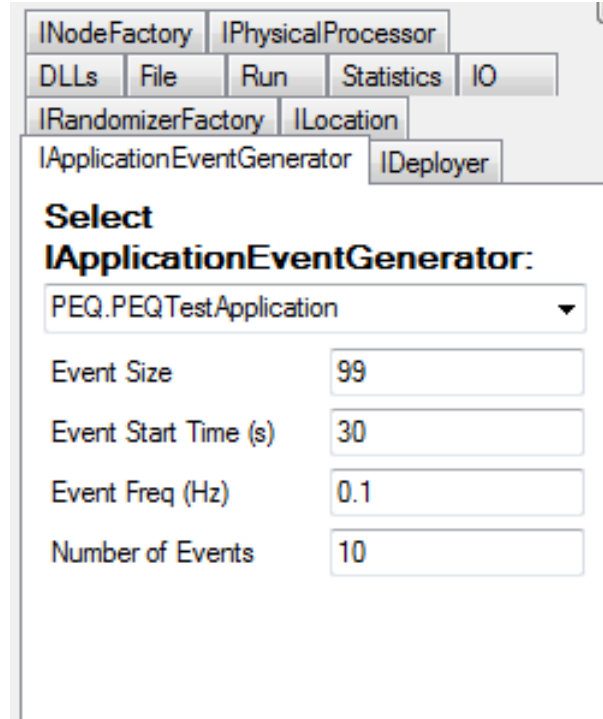 INodeFactory IPhysicalProcessor
DLLs File Run Statistics IO
IRandomizerFactory ILocation
IApplicationEventGenerator IDeployer
Select
IApplicationEventGenerator:
PEQ.PEQTestApplication
Event Size 99
Event Start Time (s) 30
Event Freq (Hz) 0.1
Number of Events 10